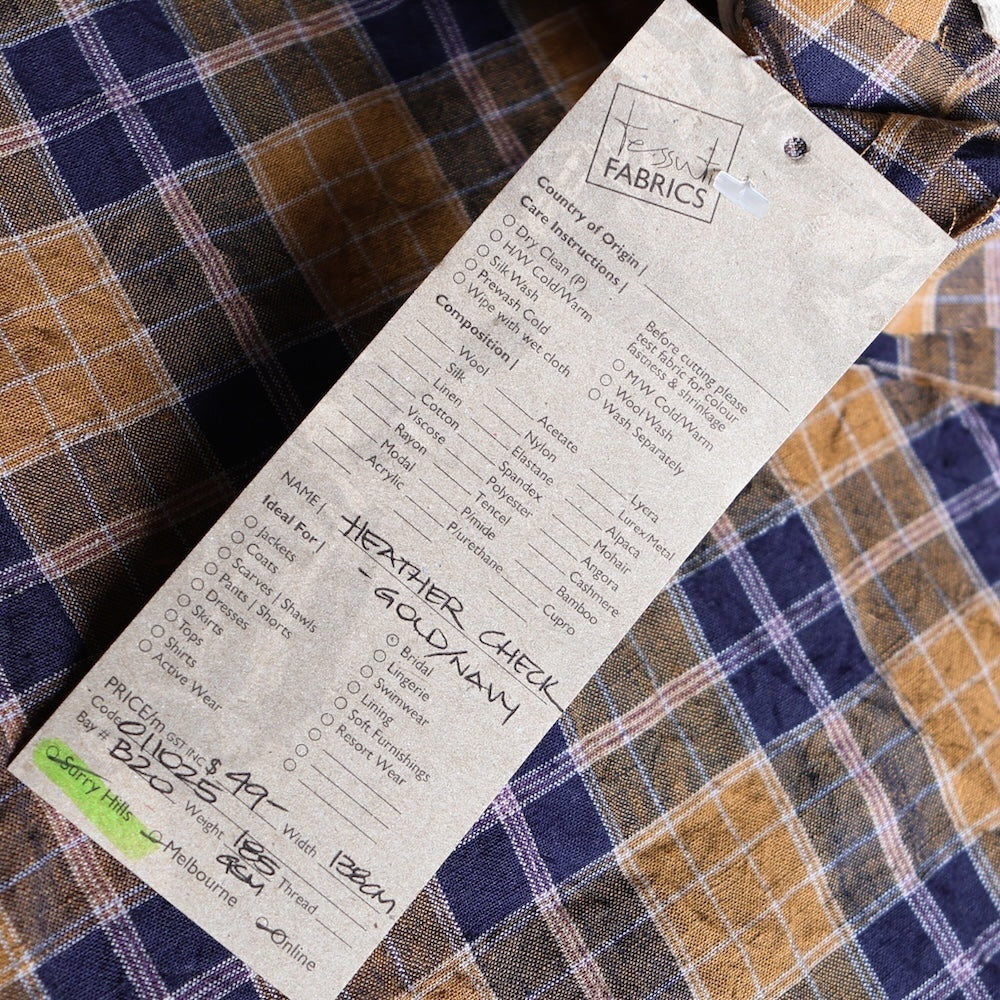 Tessuti
FABRICS
Country of Origin |
Care Instructions |
Dry Clean (P)
H/W Cold/Warm
Silk Wash
Prewash Cold
Wipe with wet cloth
Before cutting please
test fabric for colour
fastness & shrinkage
M/W Cold/Warm
Wool Wash
Wash Separately
Composition |
Wool
Silk
Linen
Cotton
Viscose
Rayon
Modal
Acrylic
Acetate
Nylon
Elastane
Spandex
Polyester
Tencel
P/mide
P/urethane
Lycra
Lurex/Metal
Alpaca
Mohair
Angora
Cashmere
Bamboo
Cupro
NAME | HEATHER CHECK
- GOLD/NAVY
Ideal For |
Jackets
Coats
Scarves | Shawls
Pants | Shorts
Dresses
Skirts
Tops
Shirts
Active Wear
Bridal
Lingerie
Swimwear
Lining
Soft Furnishings
Resort Wear
PRICE/m GST INC $ 49-
Code 011025 Width 138CM
Bay # B20 Weight 185 GSM Thread
Surry Hills Melbourne Online